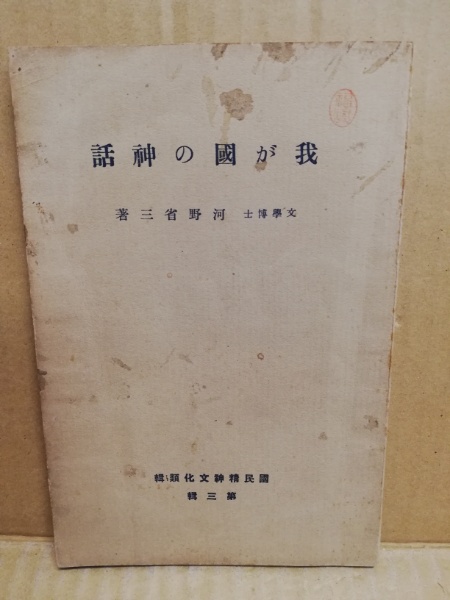 我が國の神話
文學博士 河野省三著
國民精神文化類輯
第三輯